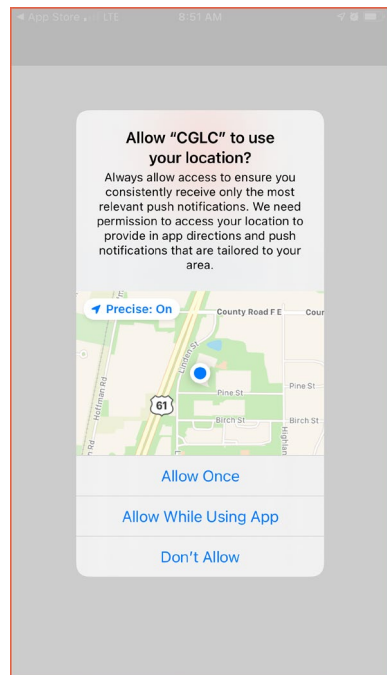 App Store LTE 8:51 AM
Allow “CGLC” to use
your location?
Always allow access to ensure you
consistently receive only the most
relevant push notifications. We need
permission to access your location to
provide in app directions and push
notifications that are tailored to your
area.
Precise: On
County Road F E
Cour
Linden St
Hoffman Rd
61
Pine St
Pine St
Birch St
Birch St
Highlan
Rd
Allow Once
Allow While Using App
Don’t Allow